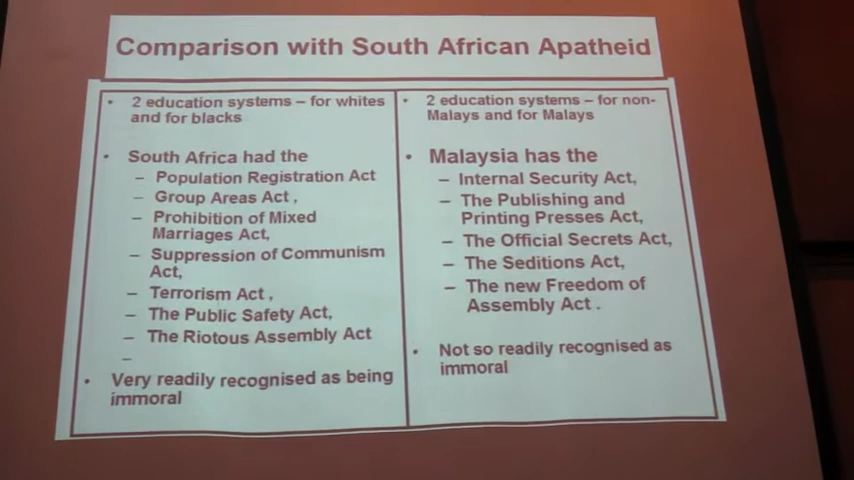 Comparison with South African Apatheid
• 2 education systems – for whites
and for blacks
• South Africa had the
– Population Registration Act
– Group Areas Act ,
– Prohibition of Mixed
Marriages Act,
– Suppression of Communism
Act,
– Terrorism Act ,
– The Public Safety Act,
– The Riotous Assembly Act
–
• Very readily recognised as being
immoral
• 2 education systems – for non-
Malays and for Malays
• Malaysia has the
– Internal Security Act,
– The Publishing and
Printing Presses Act,
– The Official Secrets Act,
– The Seditions Act,
– The new Freedom of
Assembly Act .
• Not so readily recognised as
immoral